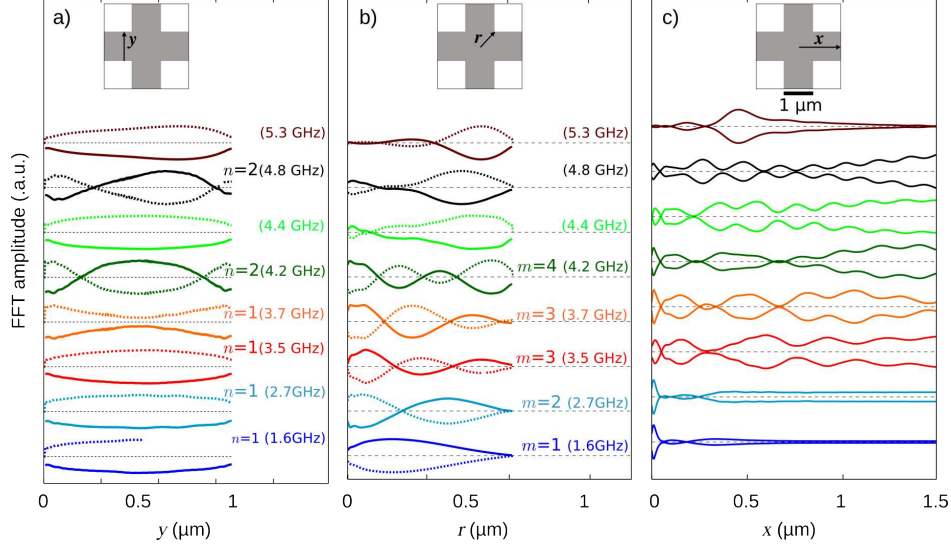 a)
y
(5.3 GHz)
n=2(4.8 GHz)
(4.4 GHz)
n=2(4.2 GHz)
n=1(3.7 GHz)
n=1(3.5 GHz)
n=1 (2.7GHz)
n=1 (1.6GHz)
0 0.5 1
y (µm)
FFT amplitude (.a.u.)
b)
r
(5.3 GHz)
(4.8 GHz)
(4.4 GHz)
m=4 (4.2 GHz)
m=3 (3.7 GHz)
m=3 (3.5 GHz)
m=2 (2.7GHz)
m=1 (1.6GHz)
0 0.5 1
r (µm)
c)
x
1 µm
0 0.5 1 1.5
x (µm)